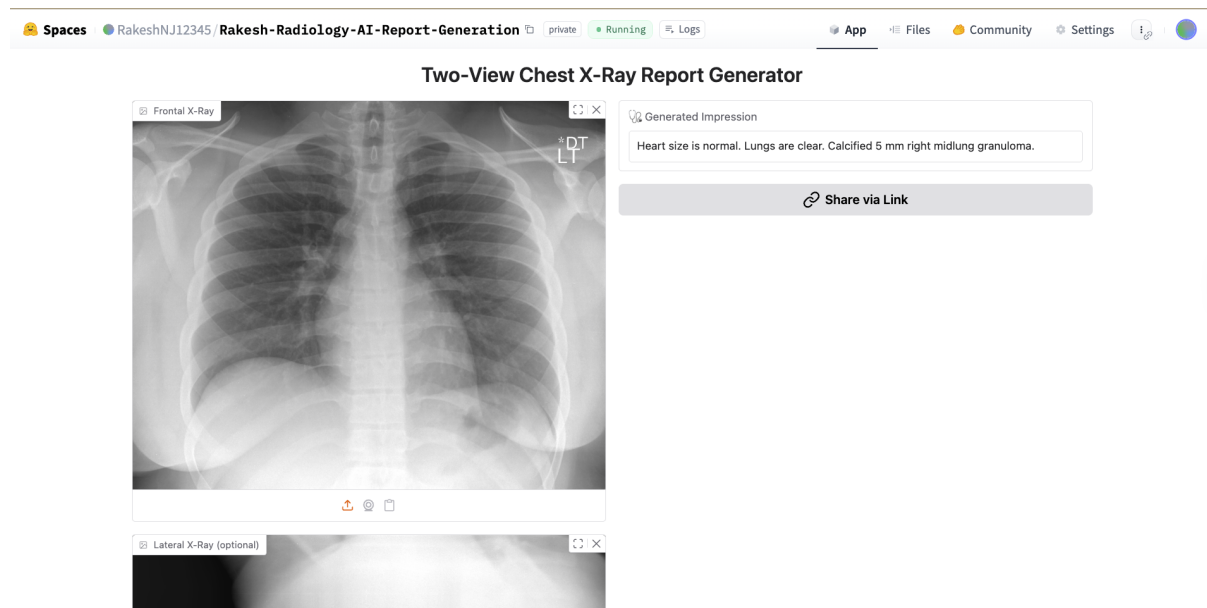 Spaces RakeshNJ12345/Rakesh-Radiology-AI-Report-Generation private Running Logs App Files Community Settings
Two-View Chest X-Ray Report Generator
Frontal X-Ray
*DT
LT
Generated Impression
Heart size is normal. Lungs are clear. Calcified 5 mm right midlung granuloma.
Share via Link
Lateral X-Ray (optional)